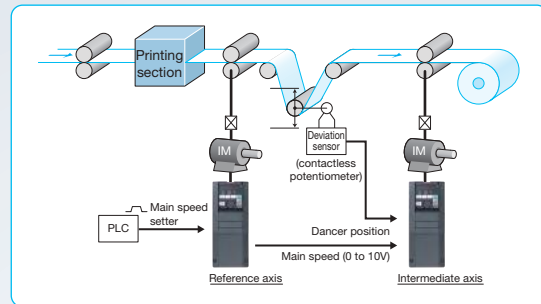 Printing
section
IM
Deviation
sensor
(contactless
potentiometer)
IM
Main speed
setter
PLC
Dancer position
Main speed (0 to 10V)
Reference axis
Intermediate axis